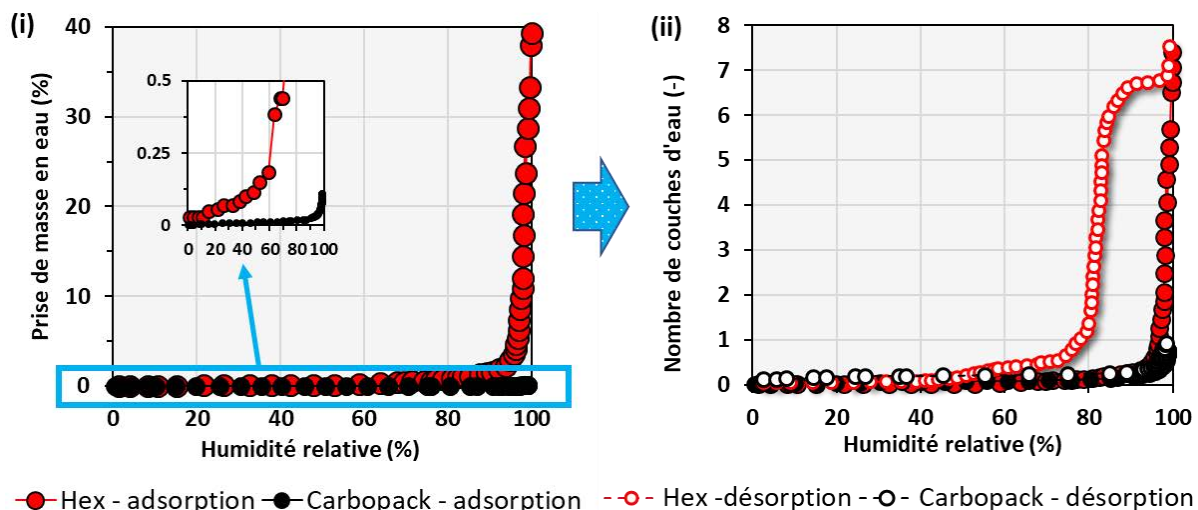 (i)
Prise de masse en eau (%)
40
30
20
10
0
0.5
0.25
0
0 20 40 60 80 100
0 20 40 60 80 100
Humidité relative (%)
(ii)
Nombre de couches d'eau (-)
8
7
6
5
4
3
2
1
0
0 20 40 60 80 100
Humidité relative (%)
Hex - adsorption Carbopack - adsorption Hex -désorption Carbopack - désorption